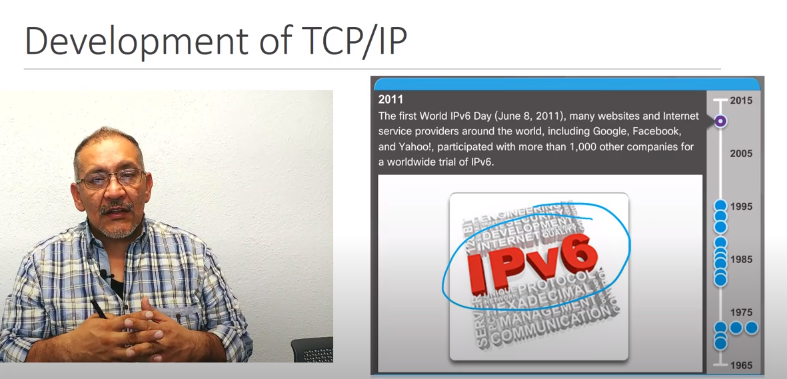 Development of TCP/IP
2011
The first World IPv6 Day (June 8, 2011), many websites and Internet
service providers around the world, including Google, Facebook,
and Yahoo!, participated with more than 1,000 other companies for
a worldwide trial of IPv6.
2015
2005
1995
1985
1975
1965
ENGINEERING
DEVELOPMENT
INTERNET
IPv6
PROTOCOL
HEXADECIMAL
MANAGEMENT
COMMUNICATION